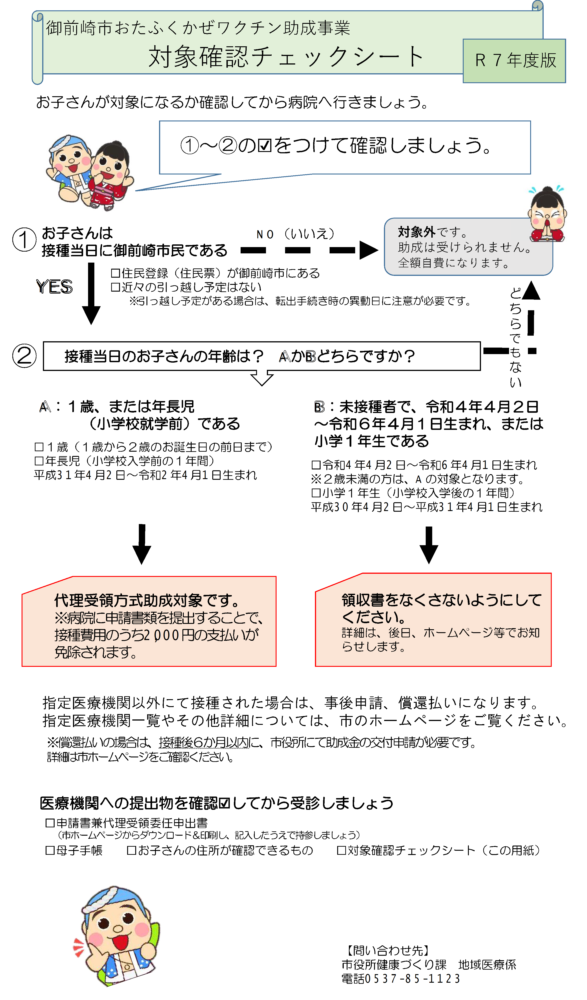 御前崎市おたふくかぜワクチン助成事業
対象確認チェックシート
Ｒ７年度版
お子さんが対象になるか確認してから病院へ行きましょう。
①～②の☑をつけて確認しましょう。
① お子さんは
接種当日に御前崎市民である
ＮＯ（いいえ）
対象外です。
助成は受けられません。
全額自費になります。
YES
□住民登録（住民票）が御前崎市にある
□近々の引っ越し予定はない
※引っ越し予定がある場合は、転出手続き時の異動日に注意が必要です。
どちらでもない
② 接種当日のお子さんの年齢は？　AかBどちらですか？
A：１歳、または年長児
（小学校就学前）である
□１歳（１歳から２歳のお誕生日の前日まで）
□年長児（小学校入学前の１年間）
平成31年4月2日～令和2年4月1日生まれ
B：未接種者で、令和４年４月２日
～令和６年４月１日生まれ、または
小学１年生である
□令和4年4月2日～令和6年4月1日生まれ
※２歳未満の方は、Aの対象となります。
□小学１年生（小学校入学後の１年間）
平成30年4月2日～平成31年4月1日生まれ
代理受領方式助成対象です。
※病院に申請書類を提出することで、
接種費用のうち2,000円の支払いが
免除されます。
領収書をなくさないようにして
ください。
詳細は、後日、ホームページ等でお知
らせします。
指定医療機関以外にて接種された場合は、事後申請、償還払いになります。
指定医療機関一覧やその他詳細については、市のホームページをご覧ください。
※償還払いの場合は、接種後６か月以内に、市役所にて助成金の交付申請が必要です。
詳細は市ホームページをご確認ください。
医療機関への提出物を確認☑してから受診しましょう
□申請書兼代理受領委任申出書
（市ホームページからダウンロード＆印刷し、記入したうえで持参しましょう）
□母子手帳　　□お子さんの住所が確認できるもの　　□対象確認チェックシート（この用紙）
【問い合わせ先】
市役所健康づくり課　地域医療係
電話0537-85-1123